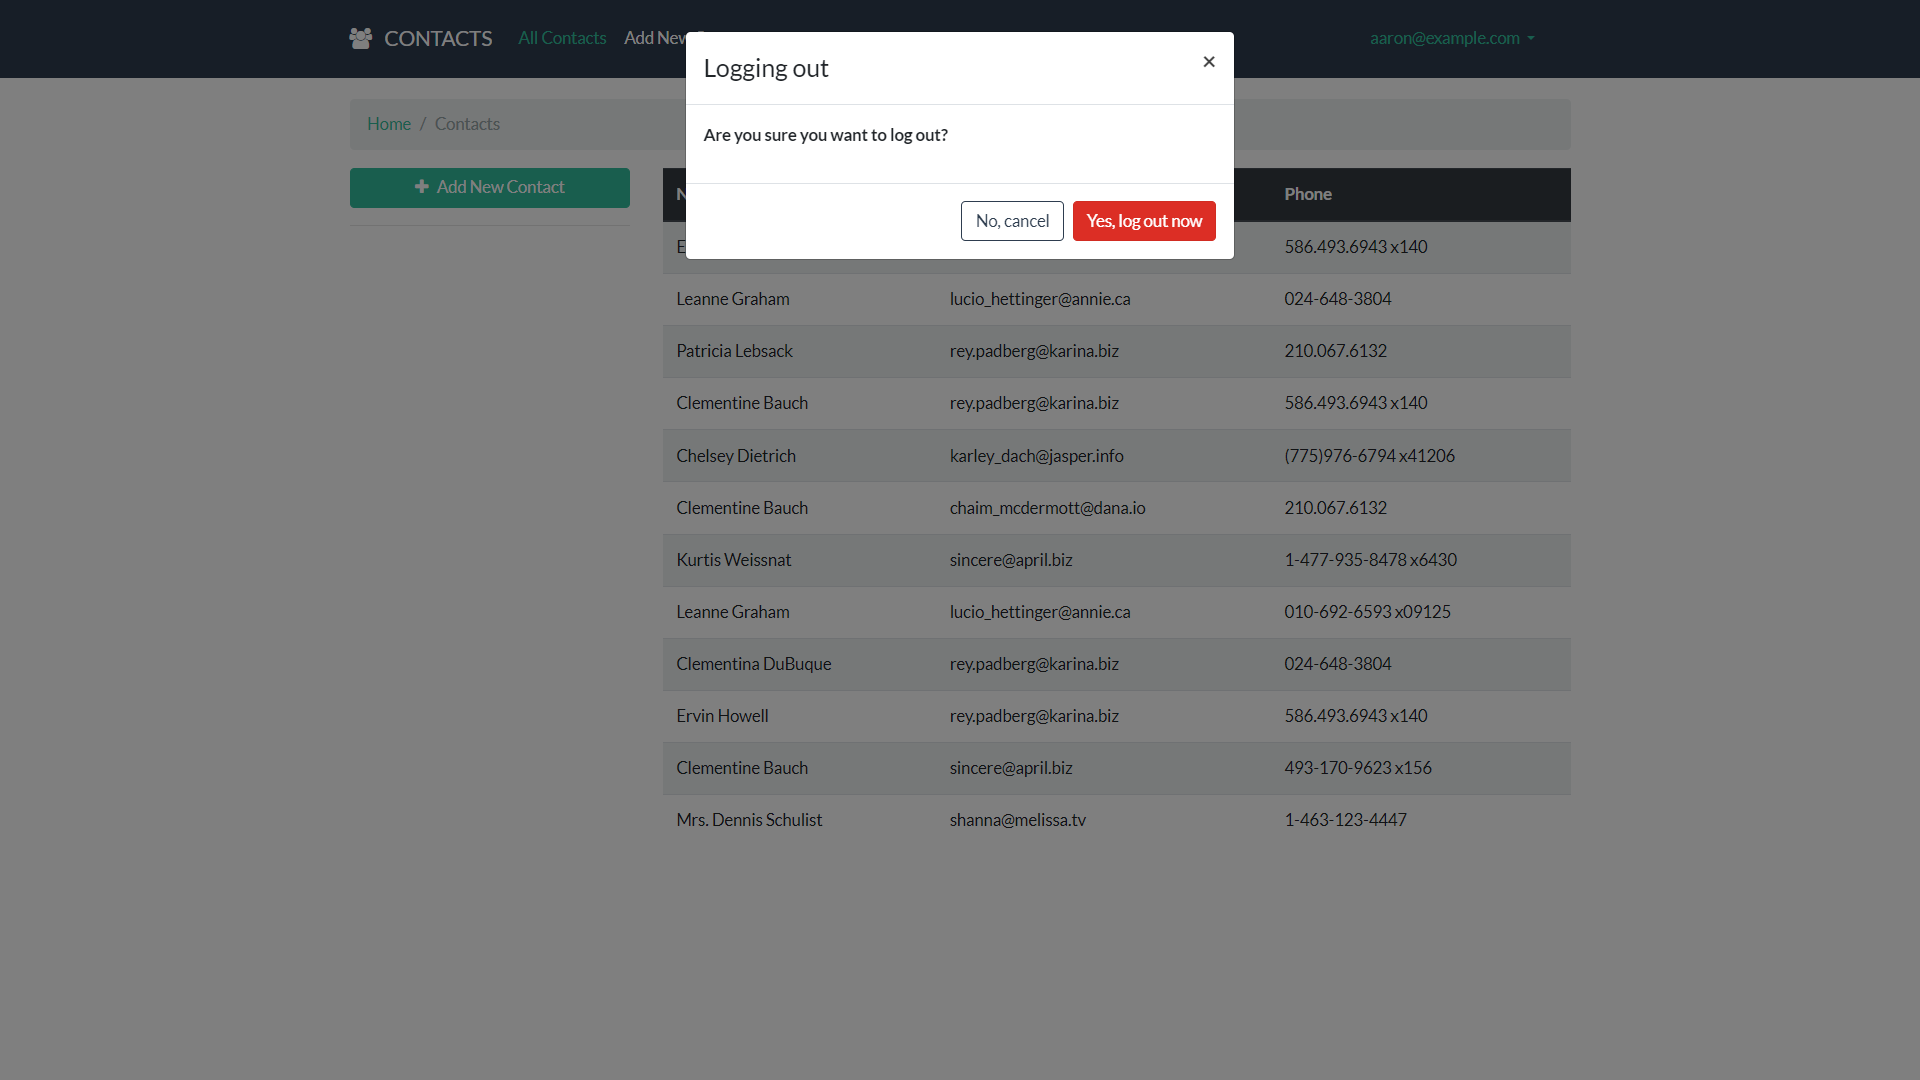 CONTACTS All Contacts Add New aaron@example.com
Logging out ×
Are you sure you want to log out?
No, cancel Yes, log out now
Home / Contacts
Add New Contact
Phone
586.493.6943 x140
Leanne Graham lucio_hettinger@annie.ca 024-648-3804
Patricia Lebsack rey.padberg@karina.biz 210.067.6132
Clementine Bauch rey.padberg@karina.biz 586.493.6943 x140
Chelsey Dietrich karley_dach@jasper.info (775)976-6794 x41206
Clementine Bauch chaim_mcdermott@dana.io 210.067.6132
Kurtis Weissnat sincere@april.biz 1-477-935-8478 x6430
Leanne Graham lucio_hettinger@annie.ca 010-692-6593 x09125
Clementina DuBuque rey.padberg@karina.biz 024-648-3804
Ervin Howell rey.padberg@karina.biz 586.493.6943 x140
Clementine Bauch sincere@april.biz 493-170-9623 x156
Mrs. Dennis Schulist shanna@melissa.tv 1-463-123-4447